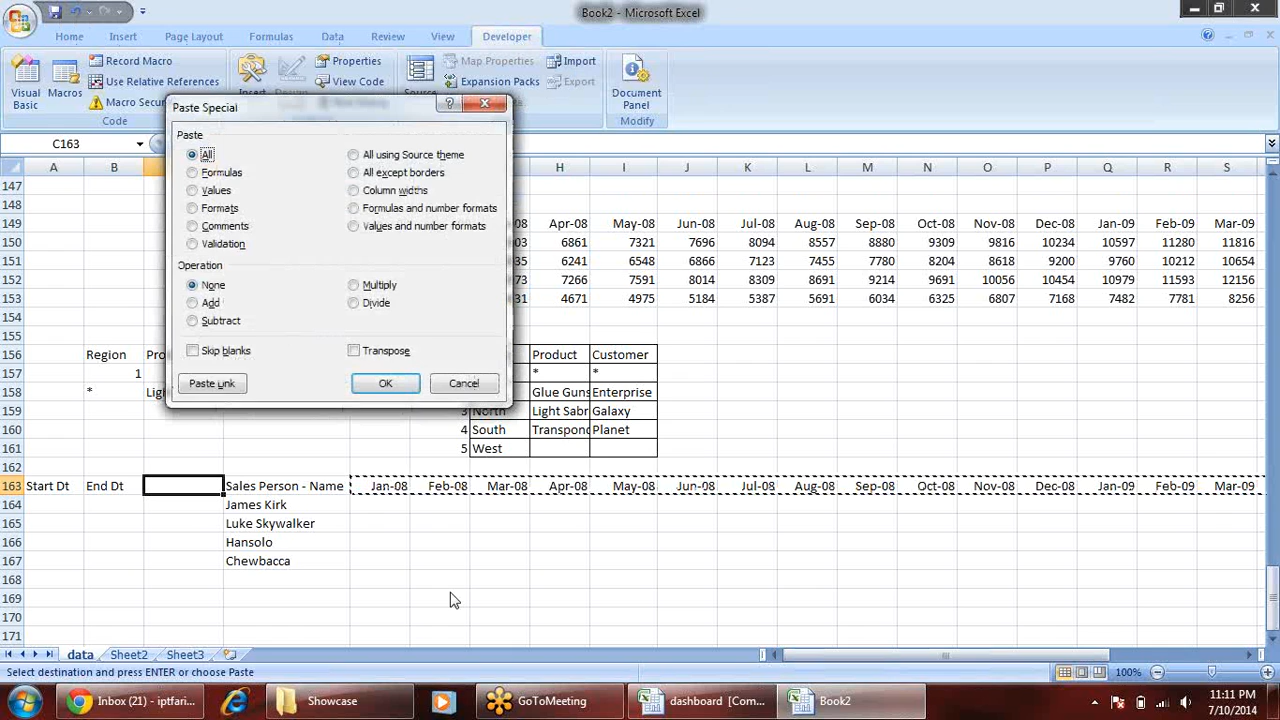 Book2 - Microsoft Excel
Home Insert Page Layout Formulas Data Review View Developer
Record Macro
Use Relative References
Macro Secu
Visual Basic
Macros
Code
Insert
Properties
View Code
Source
Map Properties
Expansion Packs
Import
Export
Document Panel
Modify
C163
Paste Special
Paste
All
Formulas
Values
Formats
Comments
Validation
All using Source theme
All except borders
Column widths
Formulas and number formats
Values and number formats
Operation
None
Add
Subtract
Multiply
Divide
Skip blanks
Transpose
Paste Link
OK
Cancel
A B H I J K L M N O P Q R S
147
148
149 08 Apr-08 May-08 Jun-08 Jul-08 Aug-08 Sep-08 Oct-08 Nov-08 Dec-08 Jan-09 Feb-09 Mar-09
150 03 6861 7321 7696 8094 8557 8880 9309 9816 10234 10597 11280 11816
151 35 6241 6548 6866 7123 7455 7780 8204 8618 9200 9760 10212 10654
152 73 7266 7591 8014 8309 8691 9214 9691 10056 10454 10979 11593 12156
153 31 4671 4975 5184 5387 5691 6034 6325 6807 7168 7482 7781 8256
154
155
156 Region Pro Product Customer
157 1 * *
158 * Ligh Glue Guns Enterprise
159 3 North Light Sabr Galaxy
160 4 South Transpond Planet
161 5 West
162
163 Start Dt End Dt Sales Person - Name Jan-08 Feb-08 Mar-08 Apr-08 May-08 Jun-08 Jul-08 Aug-08 Sep-08 Oct-08 Nov-08 Dec-08 Jan-09 Feb-09 Mar-09
164 James Kirk
165 Luke Skywalker
166 Hansolo
167 Chewbacca
168
169
170
171
data Sheet2 Sheet3
Select destination and press ENTER or choose Paste
100%
Inbox (21) - iptfari...
Showcase
GoToMeeting
dashboard [Com...
Book2
11:11 PM
7/10/2014